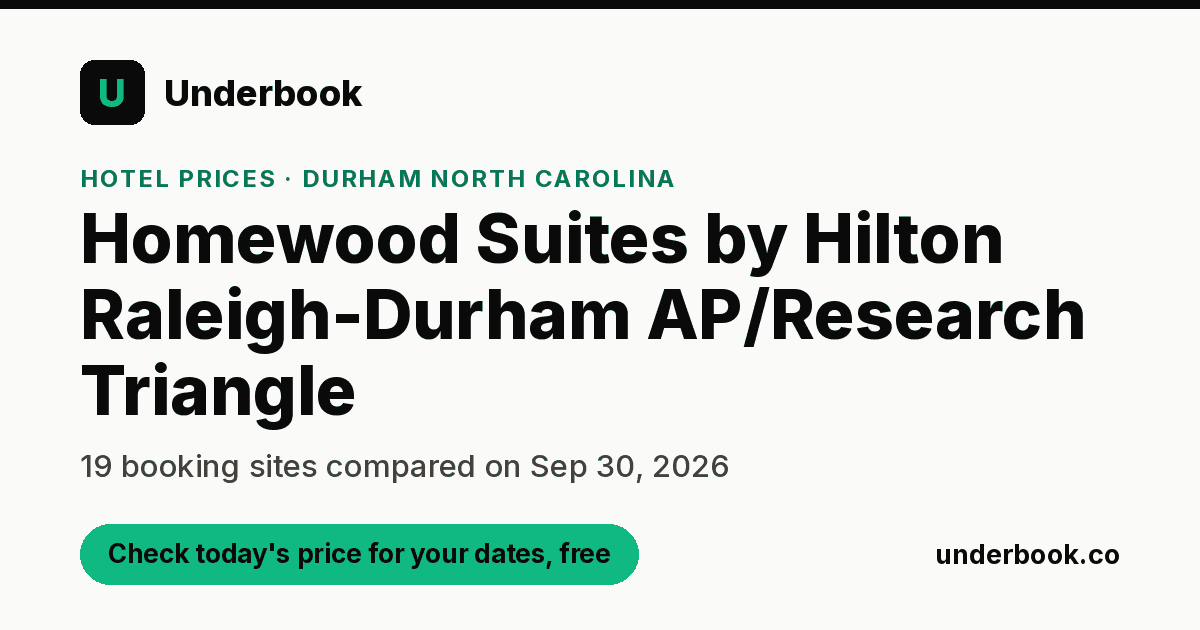 U Underbook
HOTEL PRICES · DURHAM NORTH CAROLINA
Homewood Suites by Hilton
Raleigh-Durham AP/Research
Triangle
19 booking sites compared on Sep 30, 2026
Check today's price for your dates, free
underbook.co